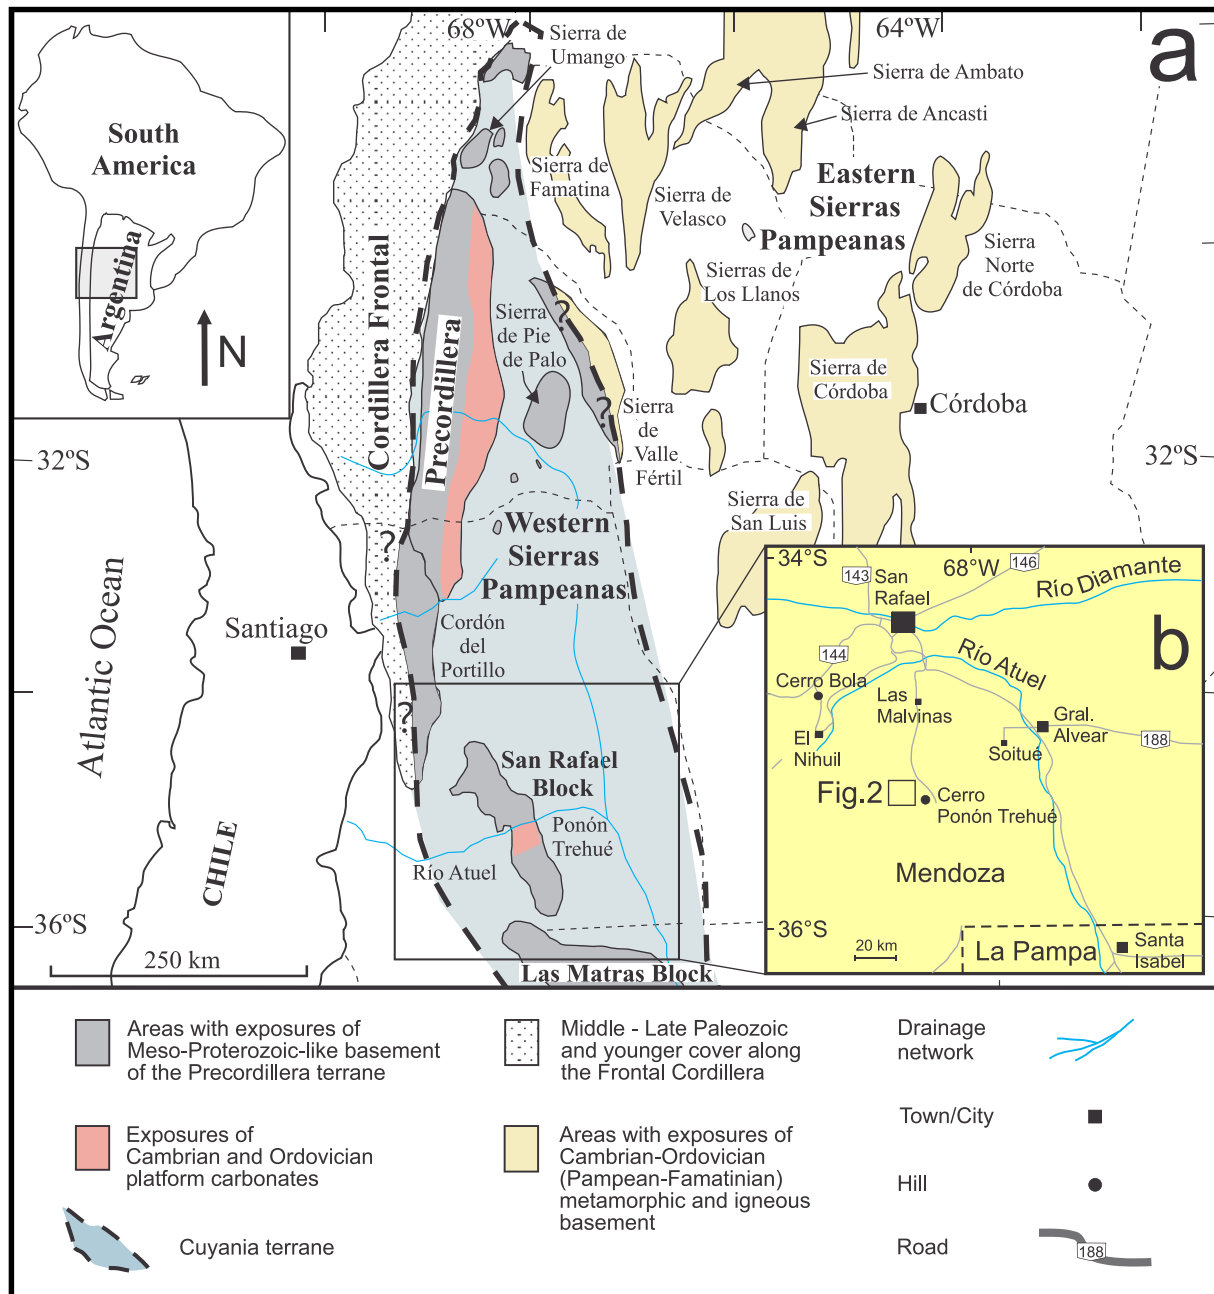 68ºW
64ºW
a
Sierra de
Umango
Sierra de Ambato
Sierra de Ancasti
South
America
Argentina
N
Sierra de
Famatina
Sierra de
Velasco
Eastern
Sierras
Pampeanas
Sierra
Norte
de Córdoba
Sierras de
Los Llanos
Cordillera Frontal
Precordillera
Sierra
de Pie
de Palo
?
?
Sierra
de
Valle
Fértil
Sierra de
Córdoba
Córdoba
32ºS
32ºS
Sierra de
San Luis
Western
Sierras
Pampeanas
?
Atlantic Ocean
Santiago
Cordón
del
Portillo
?
San Rafael
Block
Ponón
Trehué
Río Atuel
CHILE
36ºS
250 km
Las Matras Block
34ºS
68ºW
143
San
Rafael
146
Río Diamante
b
144
Río Atuel
Cerro Bola
Las
Malvinas
El
Nihuil
Gral.
Alvear
Soitué
188
Fig.2
Cerro
Ponón Trehué
Mendoza
36ºS
20 km
La Pampa
Santa
Isabel
Areas with exposures of
Meso-Proterozoic-like basement
of the Precordillera terrane
Middle - Late Paleozoic
and younger cover along
the Frontal Cordillera
Drainage
network
Exposures of
Cambrian and Ordovician
platform carbonates
Areas with exposures of
Cambrian-Ordovician
(Pampean-Famatinian)
metamorphic and igneous
basement
Town/City
Hill
Cuyania terrane
Road
188